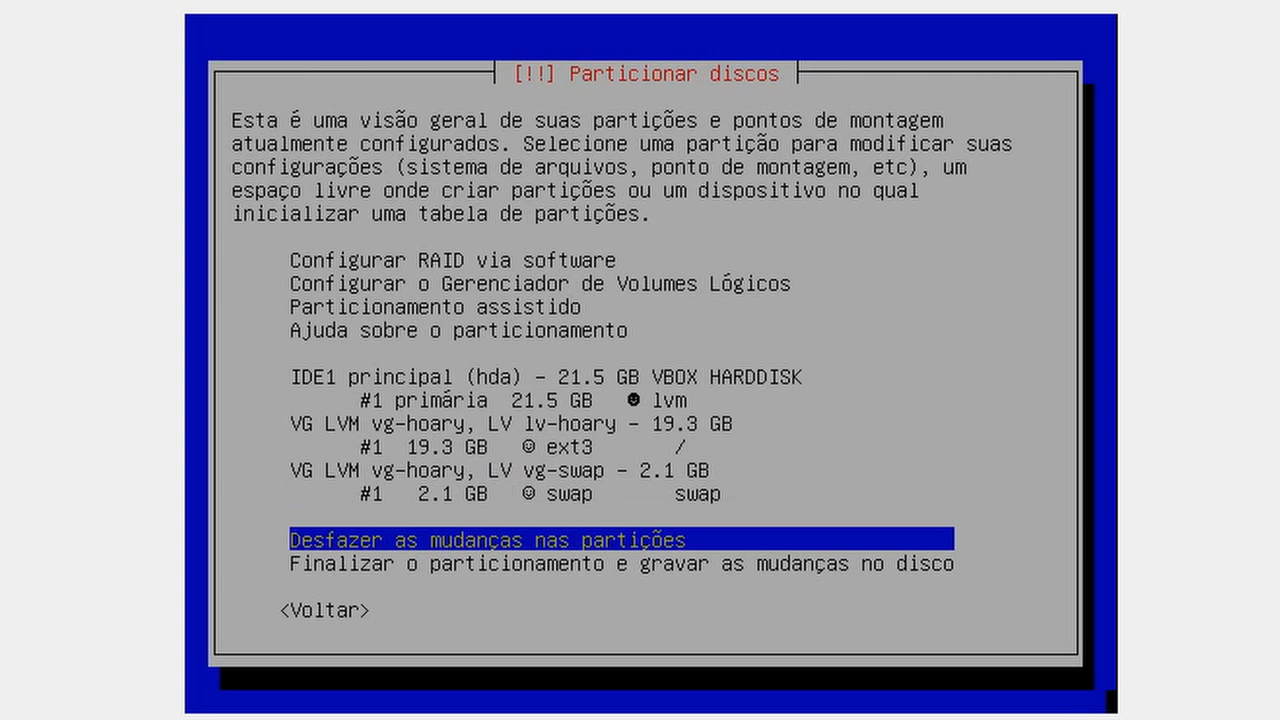 [!!] Particionar discos
Esta é uma visão geral de suas partições e pontos de montagem
atualmente configurados. Selecione uma partição para modificar suas
configurações (sistema de arquivos, ponto de montagem, etc), um
espaço livre onde criar partições ou um dispositivo no qual
inicializar uma tabela de partições.
Configurar RAID via software
Configurar o Gerenciador de Volumes Lógicos
Particionamento assistido
Ajuda sobre o particionamento
IDE1 principal (hda) - 21.5 GB VBOX HARDDISK
#1 primária 21.5 GB ☻ lvm
VG LVM vg-hoary, LV lv-hoary - 19.3 GB
#1 19.3 GB ☺ ext3 /
VG LVM vg-hoary, LV vg-swap - 2.1 GB
#1 2.1 GB ☺ swap swap
Desfazer as mudanças nas partições
Finalizar o particionamento e gravar as mudanças no disco
<Voltar>